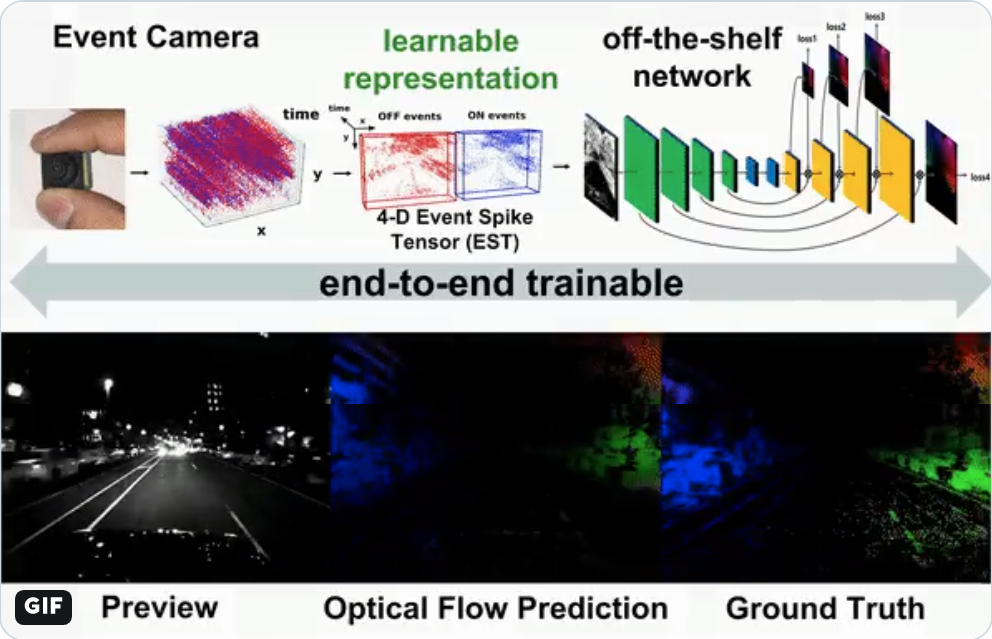 Event Camera
learnable
representation
off-the-shelf
network
loss1
loss2
loss3
time
y
x
time
x
y
OFF events
ON events
4-D Event Spike
Tensor (EST)
loss4
end-to-end trainable
GIF
Preview
Optical Flow Prediction
Ground Truth